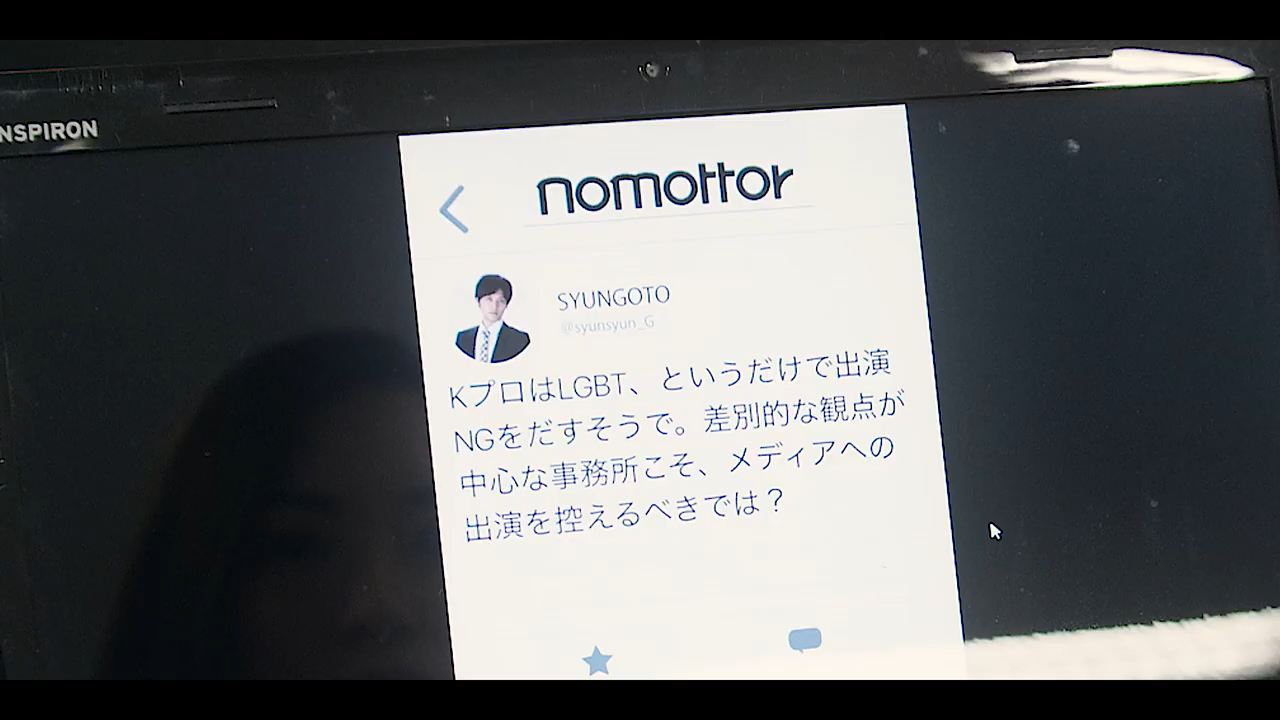 NSPIRON
nomottor
SYUNGOTO
@syunsyun_G
KプロはLGBT、というだけで出演
NGをだすそうで。差別的な観点が
中心な事務所こそ、メディアへの
出演を控えるべきでは？